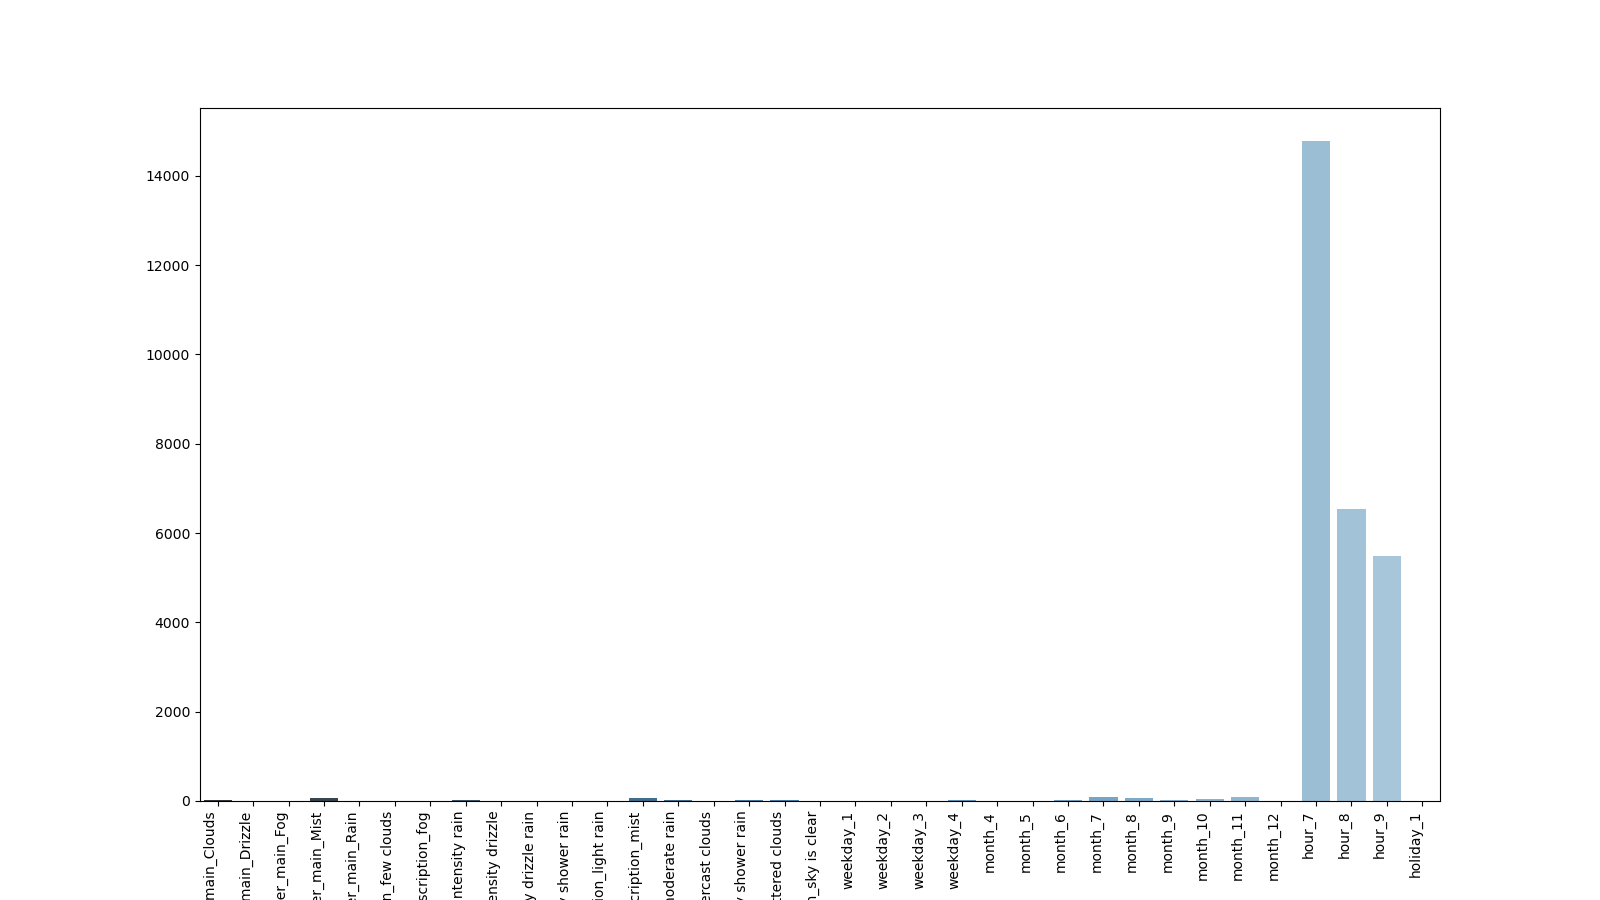 14000
12000
10000
8000
6000
4000
2000
0
main_Clouds
main_Drizzle
er_main_Fog
er_main_Mist
er_main_Rain
n_few clouds
scription_fog
ntensity rain
ensity drizzle
y drizzle rain
y shower rain
ion_light rain
cription_mist
noderate rain
ercast clouds
y shower rain
ttered clouds
n_sky is clear
weekday_1
weekday_2
weekday_3
weekday_4
month_4
month_5
month_6
month_7
month_8
month_9
month_10
month_11
month_12
hour_7
hour_8
hour_9
holiday_1